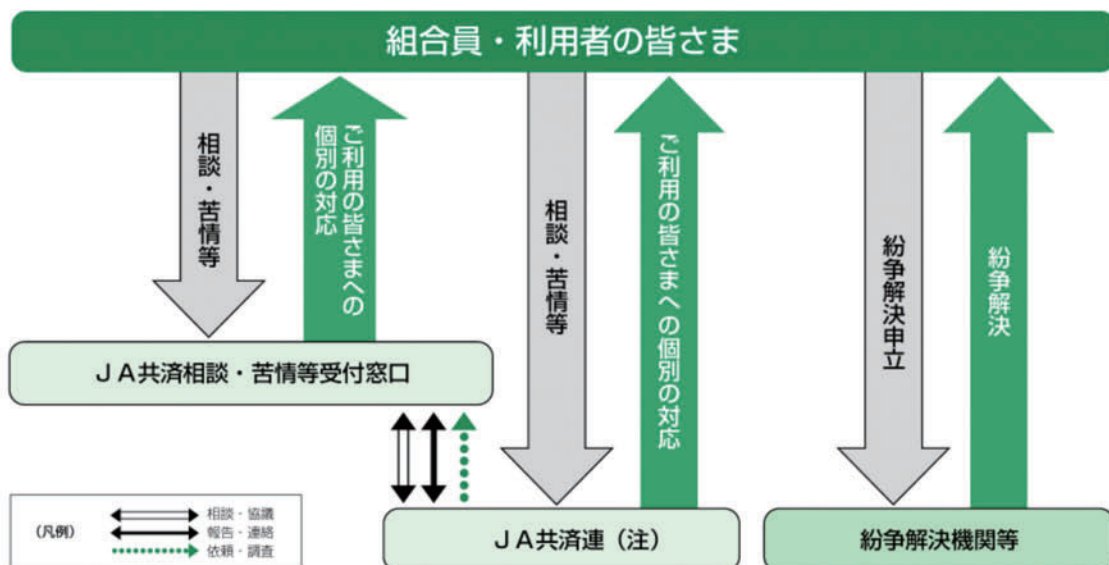 組合員・利用者の皆さま
相談・苦情等
ご利用の皆さまへの
個別の対応
相談・苦情等
ご利用の皆さまへの個別の対応
紛争解決申立
紛争解決
JA共済相談・苦情等受付窓口
(凡例)
相談・協議
報告・連絡
依頼・調査
JA共済連(注)
紛争解決機関等